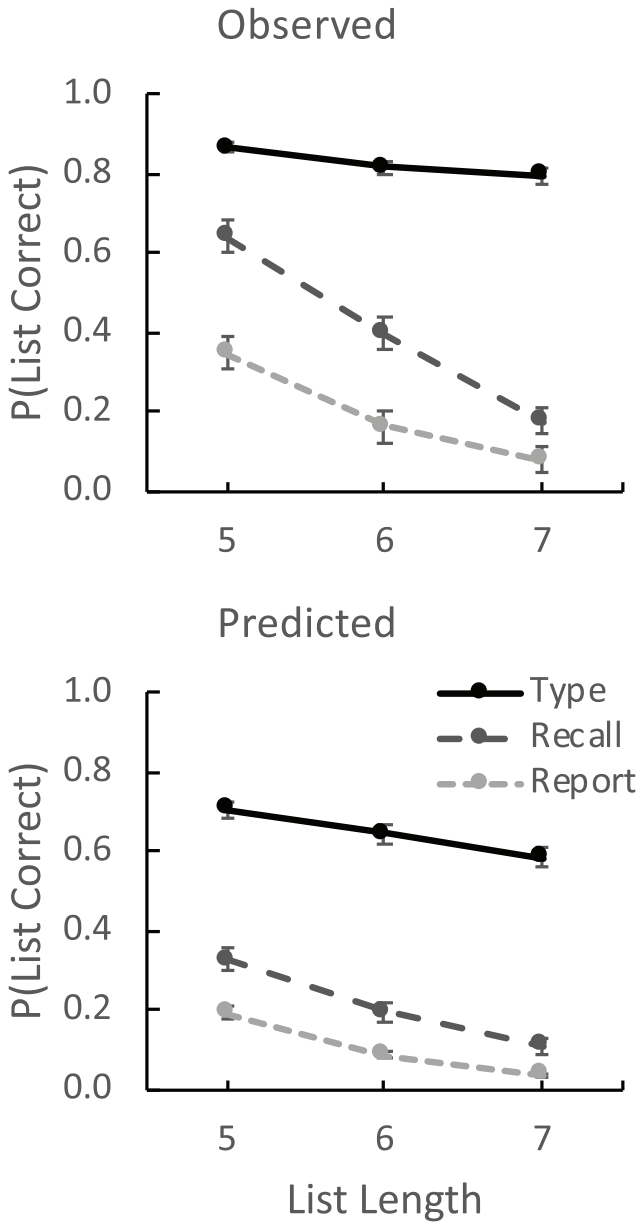 Observed
P(List Correct)
1.0
0.8
0.6
0.4
0.2
0.0
5 6 7
Predicted
P(List Correct)
1.0
0.8
0.6
0.4
0.2
0.0
Type
Recall
Report
5 6 7
List Length